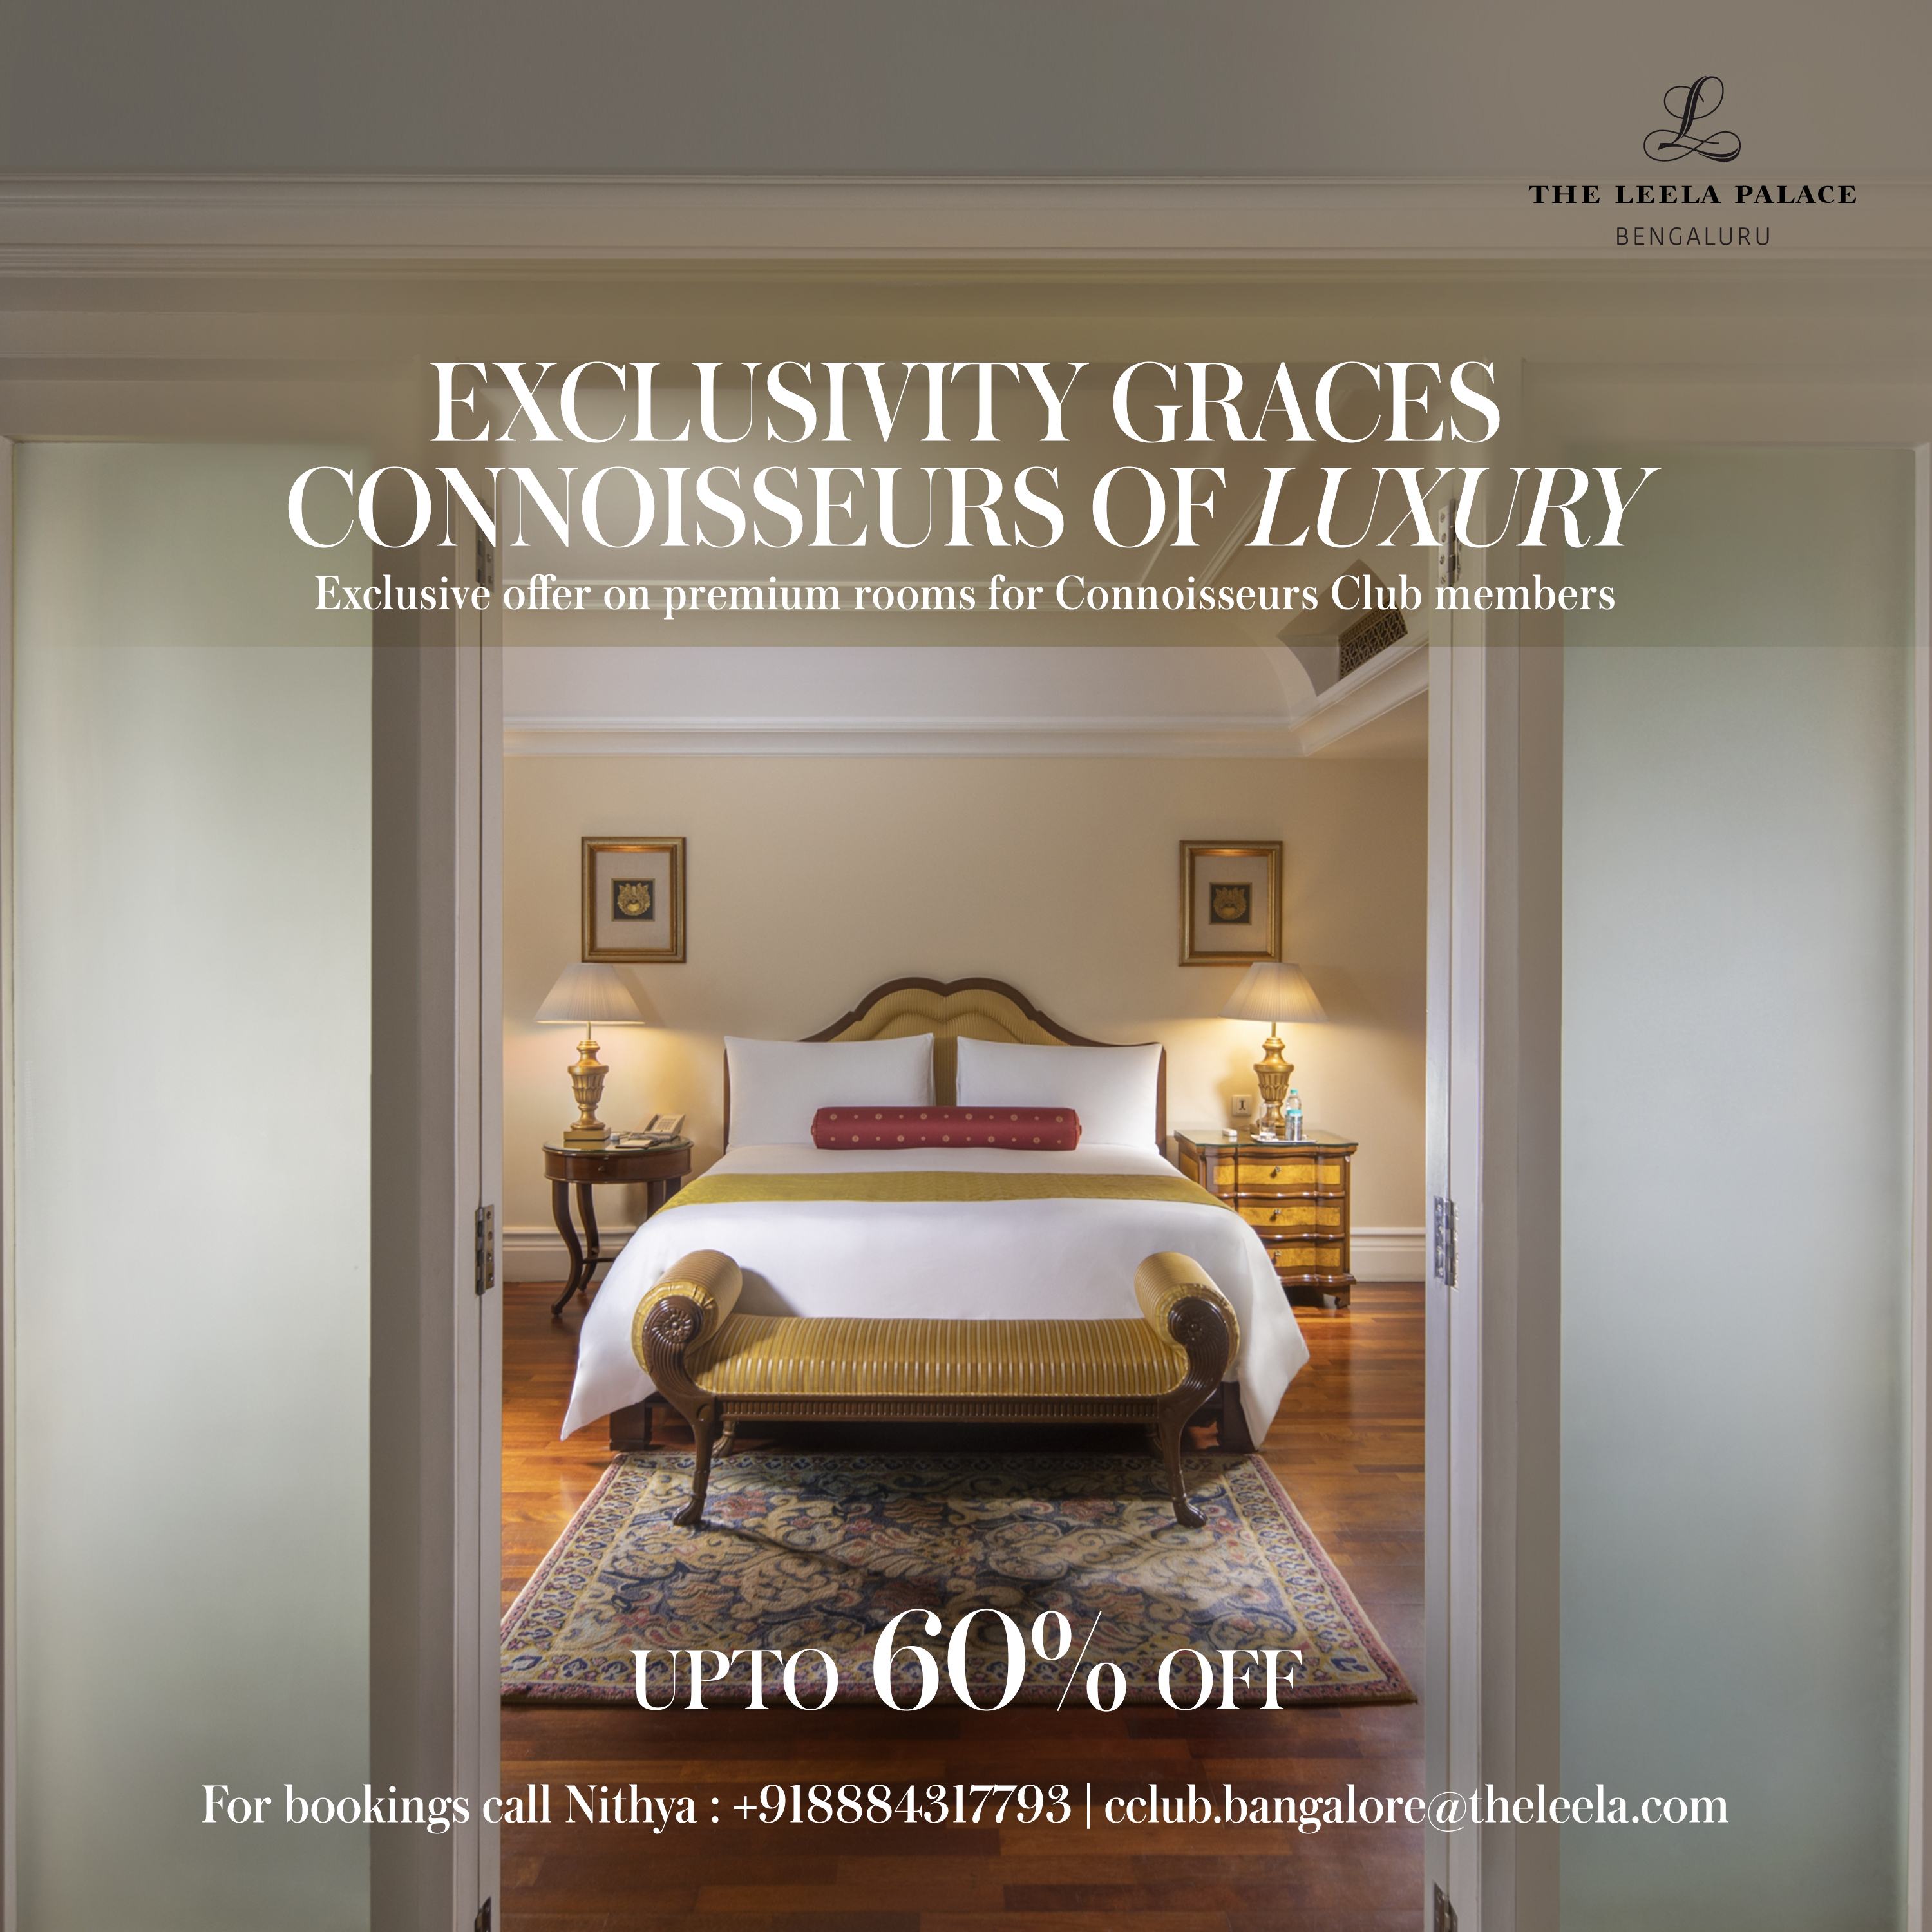 THE LEELA PALACE
BENGALURU
EXCLUSIVITY GRACES
CONNOISSEURS OF LUXURY
Exclusive offer on premium rooms for Connoisseurs Club members
UPTO 60% OFF
For bookings call Nithya : +918884317793 | cclub.bangalore@theleela.com